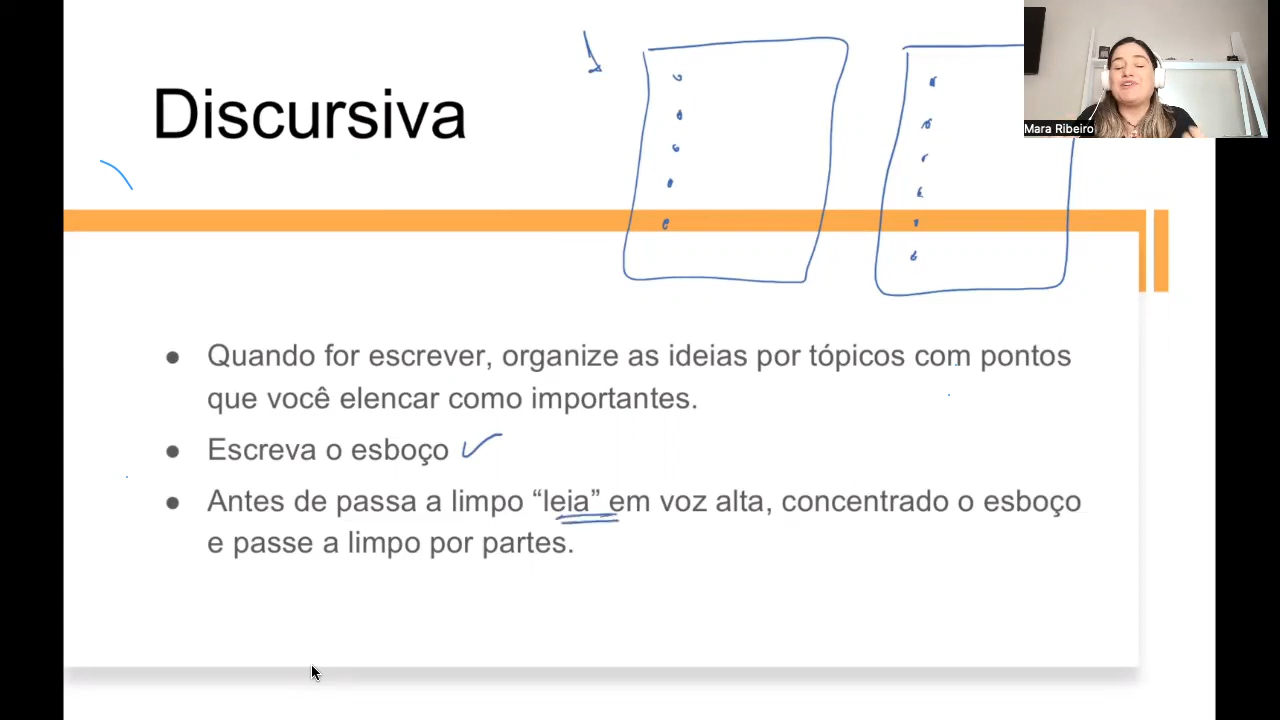 Discursiva
Mara Ribeiro
● Quando for escrever, organize as ideias por tópicos com pontos
que você elencar como importantes.
● Escreva o esboço
● Antes de passa a limpo “leia” em voz alta, concentrado o esboço
e passe a limpo por partes.